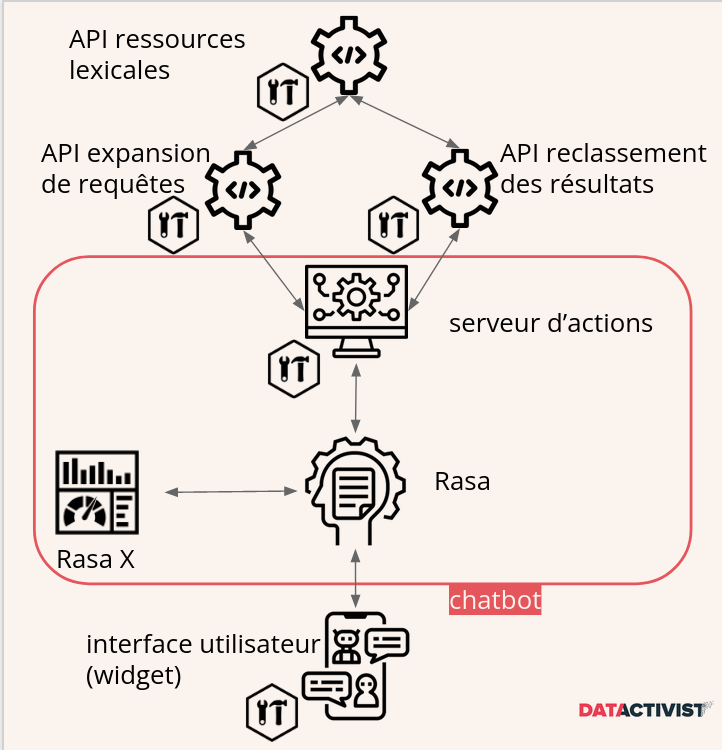 API ressources
lexicales
API expansion
de requêtes
API reclassement
des résultats
serveur d’actions
Rasa
Rasa X
chatbot
interface utilisateur
(widget)
DATACTIVIST